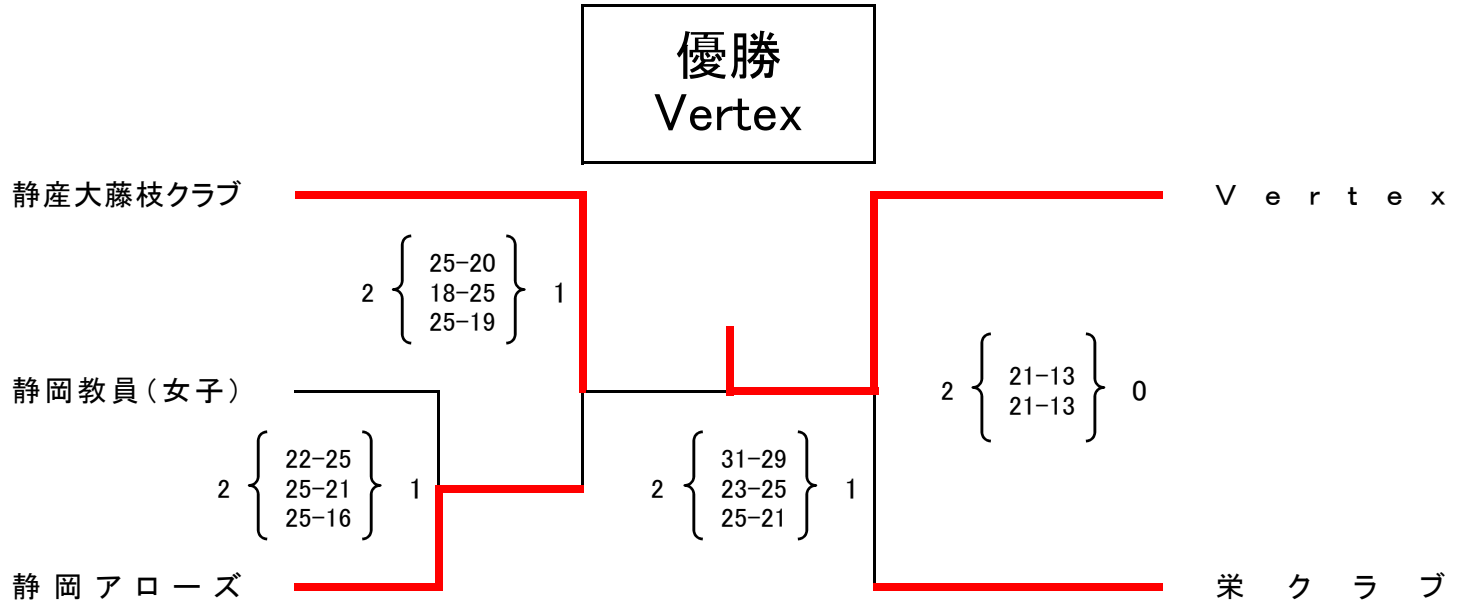 優勝
Vertex
静産大藤枝クラブ
Ｖｅｒｔｅｘ
2 25-20 1
18-25
25-19
静岡教員（女子）
2 21-13 0
21-13
2 22-25 1
25-21
25-16
2 31-29 1
23-25
25-21
静岡アローズ
栄クラブ